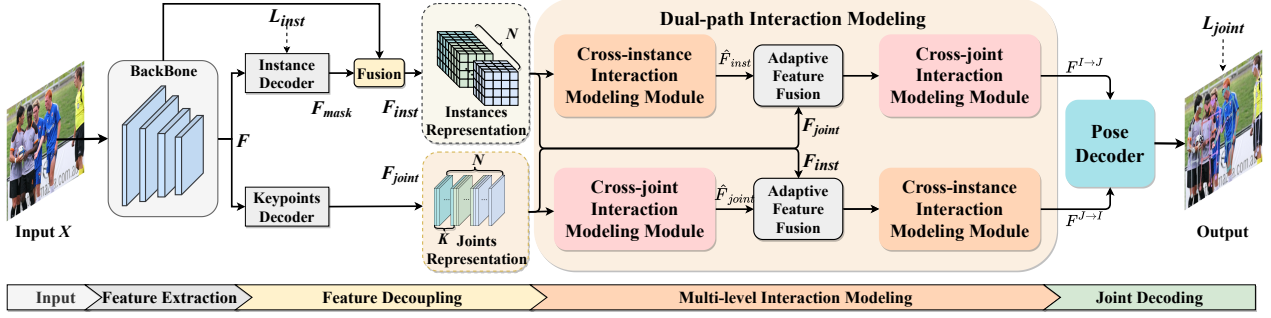 Dual-path Interaction Modeling
L_inst
L_joint
BackBone
Instance
Decoder
Fusion
F_mask
F_inst
N
Instances
Representation
Cross-instance
Interaction
Modeling Module
F̂_inst
Adaptive
Feature
Fusion
Cross-joint
Interaction
Modeling Module
F^{I→J}
F
F_joint
F_inst
Pose
Decoder
Keypoints
Decoder
F_joint
N
K
Joints
Representation
Cross-joint
Interaction
Modeling Module
F̂_joint
Adaptive
Feature
Fusion
Cross-instance
Interaction
Modeling Module
F^{J→I}
Input X
Output
Input
Feature Extraction
Feature Decoupling
Multi-level Interaction Modeling
Joint Decoding